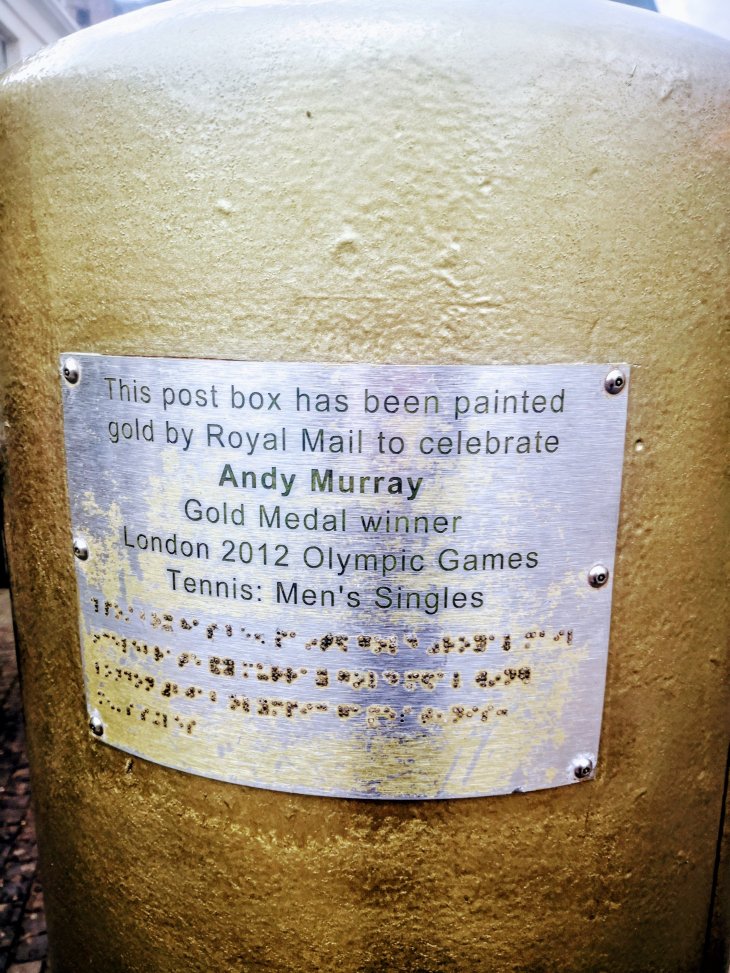 This post box has been painted
gold by Royal Mail to celebrate
Andy Murray
Gold Medal winner
London 2012 Olympic Games
Tennis: Men's Singles